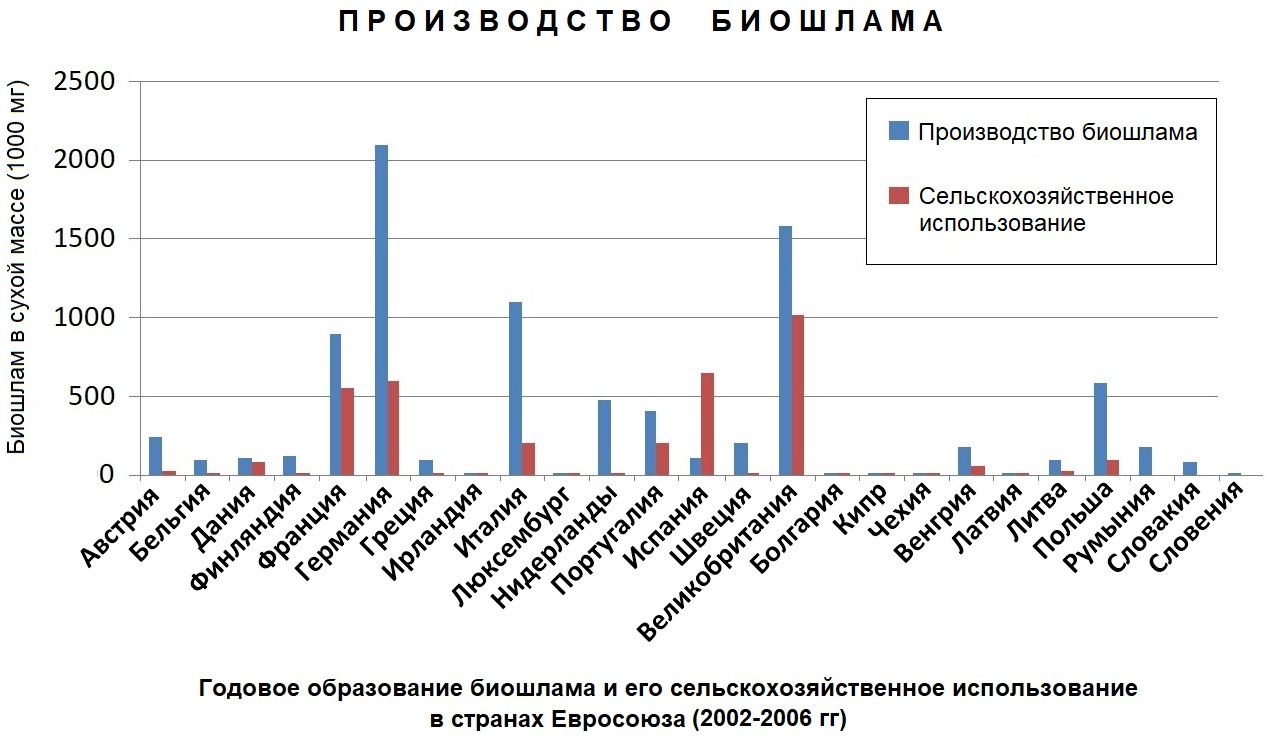 ПРОИЗВОДСТВО БИОШЛАМА
Биошлам в сухой массе (1000 мг)
2500
2000
1500
1000
500
0
Производство биошлама
Сельскохозяйственное
использование
Австрия
Бельгия
Дания
Финляндия
Франция
Германия
Греция
Ирландия
Италия
Люксембург
Нидерланды
Португалия
Испания
Швеция
Великобритания
Болгария
Кипр
Чехия
Венгрия
Латвия
Литва
Польша
Румыния
Словакия
Словения
Годовое образование биошлама и его сельскохозяйственное использование
в странах Евросоюза (2002-2006 гг)